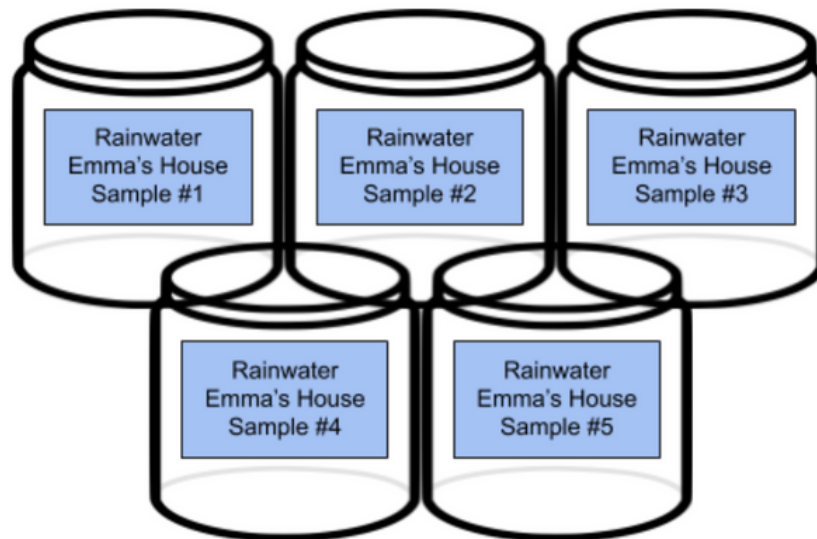 Rainwater
Emma's House
Sample #1
Rainwater
Emma's House
Sample #2
Rainwater
Emma's House
Sample #3
Rainwater
Emma's House
Sample #4
Rainwater
Emma's House
Sample #5